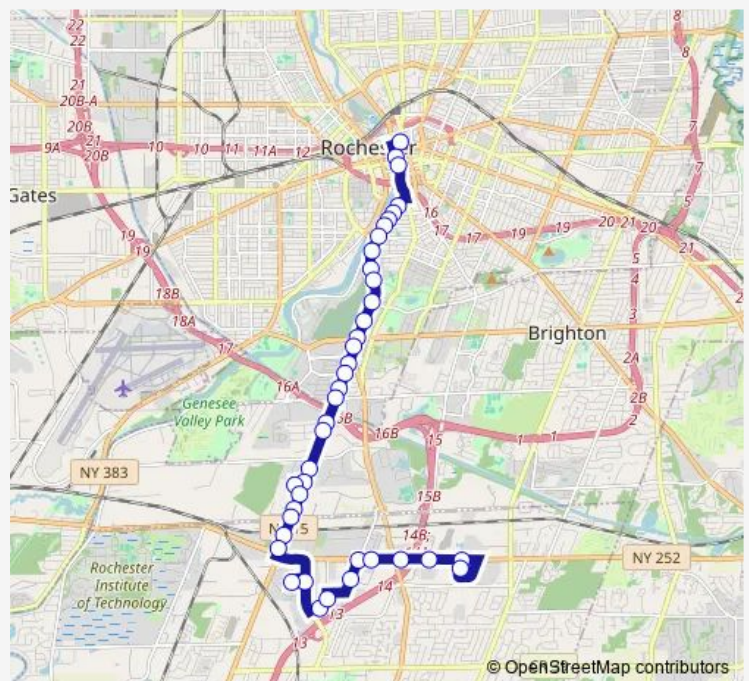 22
22
8
8
21
20B-A
20B
21
20B
9A
10
10
11
11A
12
Rochester
7
7
Gates
16
17
17
19
19
20
21
20
21
19
19
5
4
2
18B
18A
3
Brighton
17
2A
16A
2B
Genesee
Valley Park
5B
16B
15
1
1
2
NY 383
15B
NY 15
14B;
NY 252
Rochester
Institute
of Technology
14
13
13
© OpenStreetMap contributors